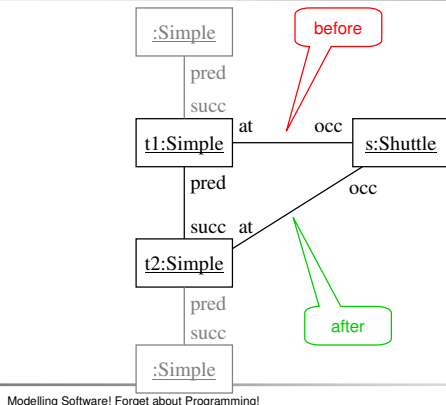 :Simple
before
pred
succ
at occ
t1:Simple
s:Shuttle
pred
occ
succ at
t2:Simple
pred
after
succ
:Simple
Modelling Software! Forget about Programming!